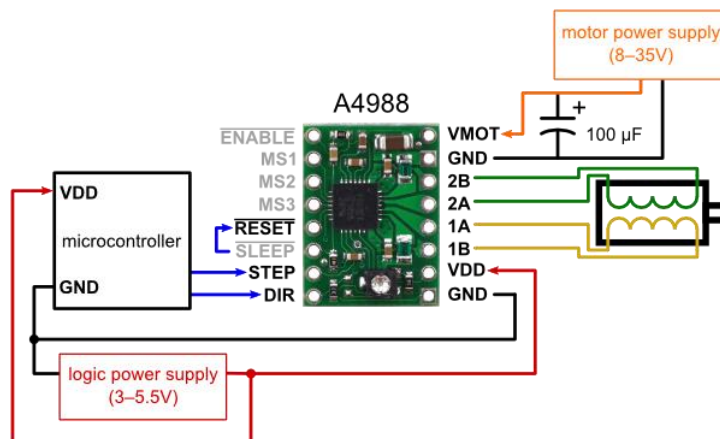 motor power supply
(8–35V)
A4988
ENABLE
VMOT
+
100 µF
MS1
GND
MS2
2B
MS3
2A
VDD
RESET
1A
microcontroller
SLEEP
1B
STEP
VDD
GND
DIR
GND
logic power supply
(3–5.5V)